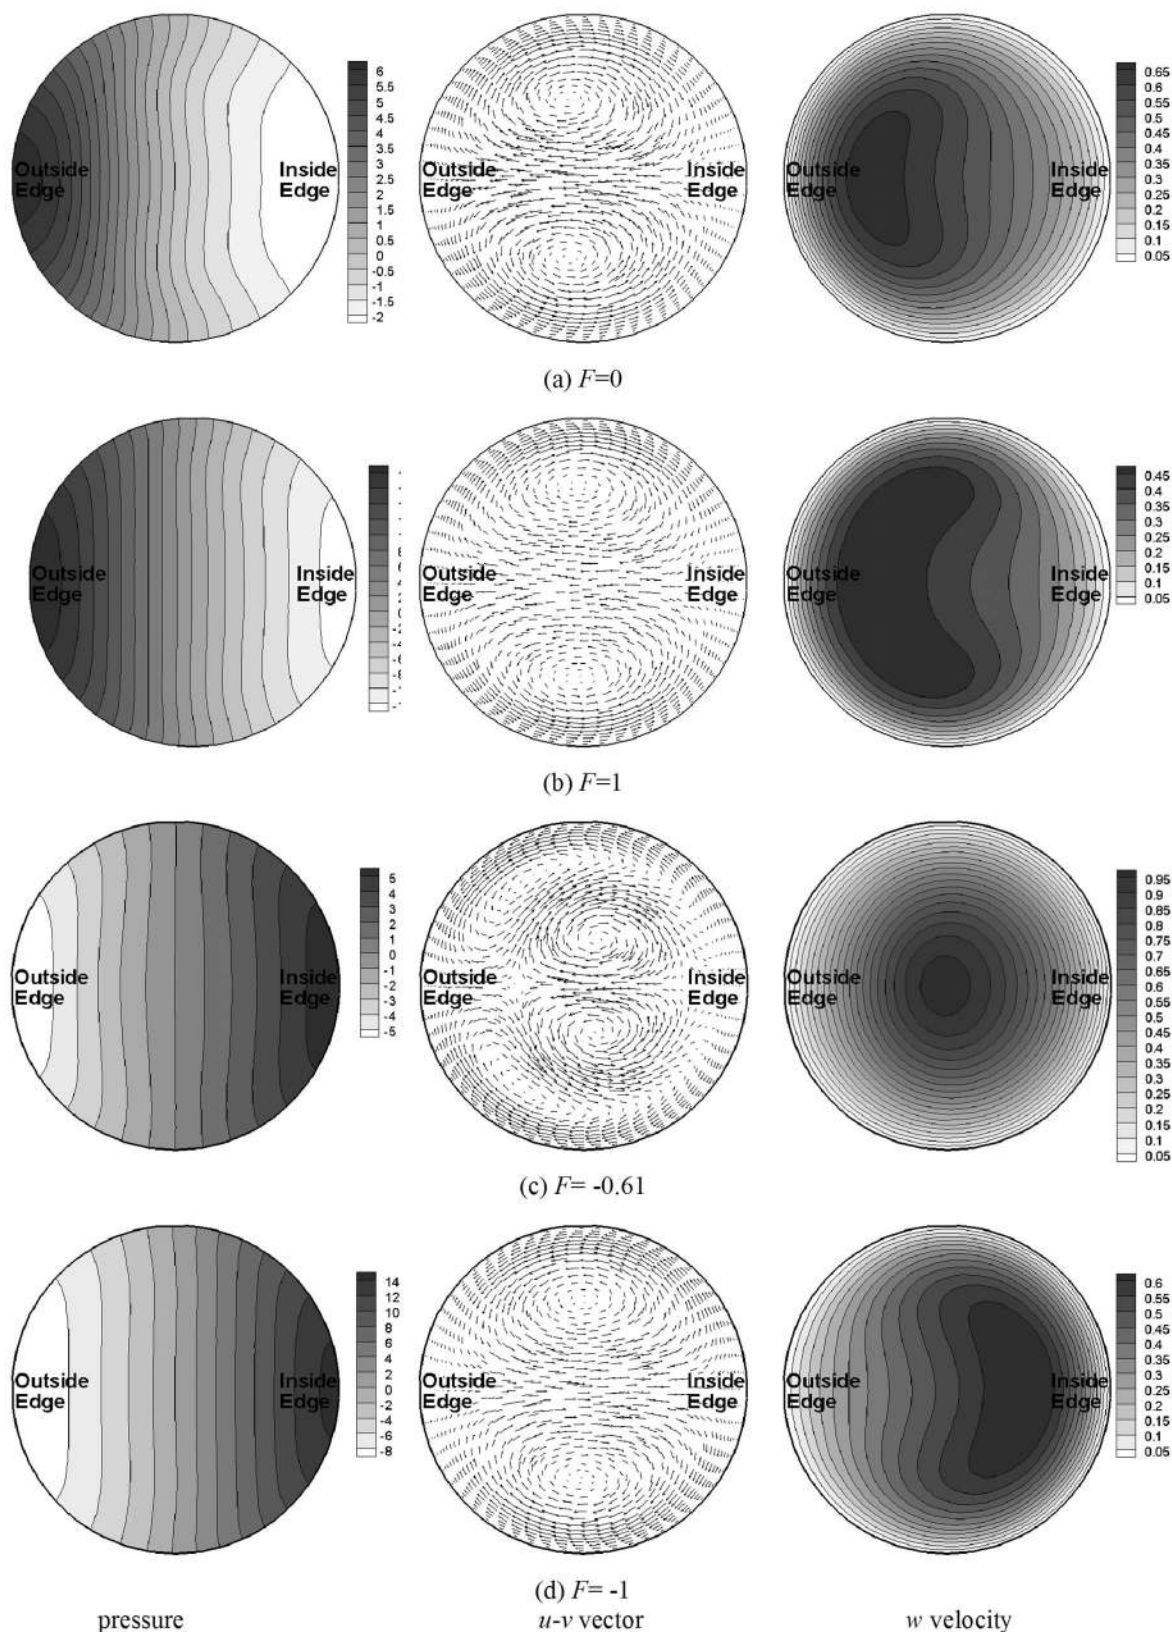 Outside
Edge
Inside
Edge
6
5.5
5
4.5
4
3.5
3
2.5
2
1.5
1
0.5
0
-0.5
-1
-1.5
-2
Outside
Edge
Inside
Edge
Outside
Edge
Inside
Edge
0.65
0.6
0.55
0.5
0.45
0.4
0.35
0.3
0.25
0.2
0.15
0.1
0.05
(a) F=0
Outside
Edge
Inside
Edge
0
Outside
Edge
Inside
Edge
Outside
Edge
Inside
Edge
0.45
0.4
0.35
0.3
0.25
0.2
0.15
0.1
0.05
(b) F=1
Outside
Edge
Inside
Edge
5
4
3
2
1
0
-1
-2
-3
-4
-5
Outside
Edge
Inside
Edge
Outside
Edge
Inside
Edge
0.95
0.9
0.85
0.8
0.75
0.7
0.65
0.6
0.55
0.5
0.45
0.4
0.35
0.3
0.25
0.2
0.15
0.1
0.05
(c) F= -0.61
Outside
Edge
Inside
Edge
14
12
10
8
6
4
2
0
-2
-4
-6
-8
Outside
Edge
Inside
Edge
Outside
Edge
Inside
Edge
0.6
0.55
0.5
0.45
0.4
0.35
0.3
0.25
0.2
0.15
0.1
0.05
(d) F= -1
pressure
u-v vector
w velocity